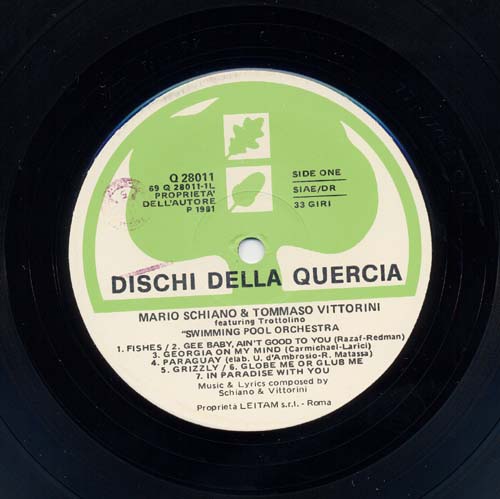 Q 28011
69 Q 28011-1L
PROPRIETA'
DELL'AUTORE
P 1981
SIDE ONE
SIAE/DR
33 GIRI
DISCHI DELLA QUERCIA
MARIO SCHIANO & TOMMASO VITTORINI
featuring Trottolino
"SWIMMING POOL ORCHESTRA
1. FISHES / 2. GEE BABY, AIN'T GOOD TO YOU (Razaf-Redman)
3. GEORGIA ON MY MIND (Carmichael-Larici)
4. PARAGUAY (elab. U. d'Ambrosio-R. Matassa)
5. GRIZZLY / 6. GLOBE ME OR GLUB ME
7. IN PARADISE WITH YOU
Music & Lyrics composed by
Schiano & Vittorini
Proprietà LEITAM s.r.l. - Roma